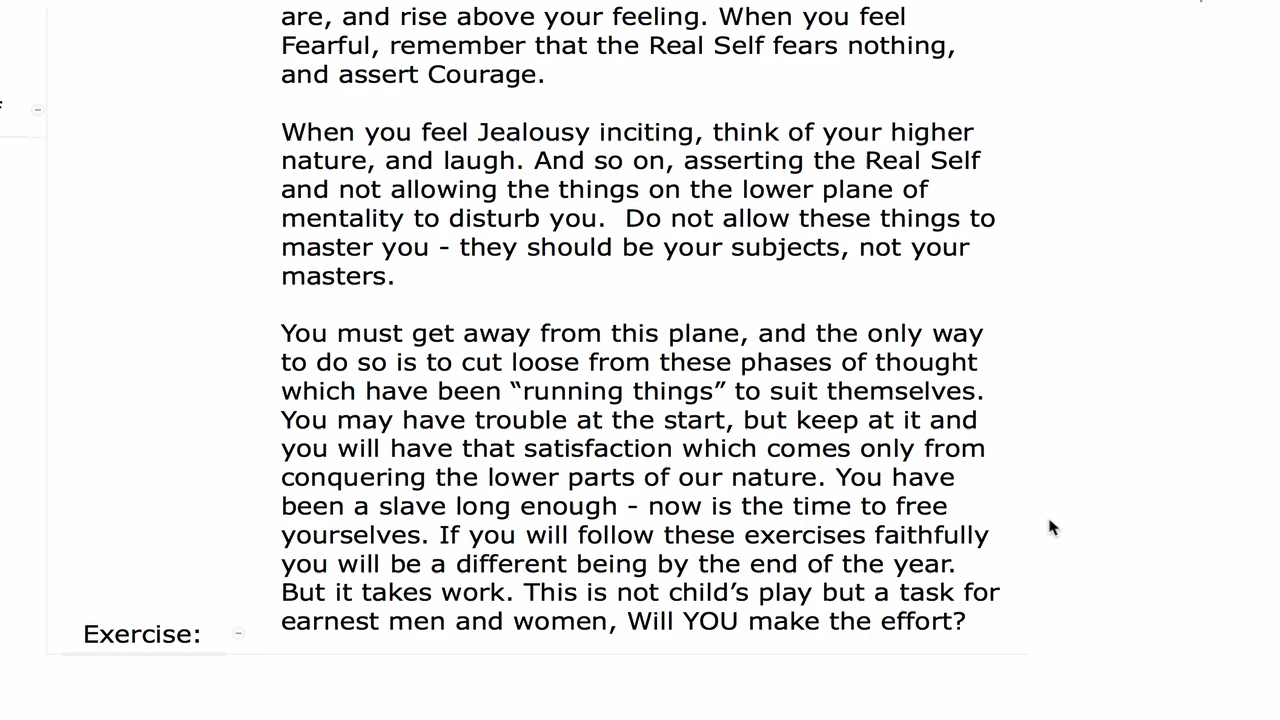 are, and rise above your feeling. When you feel
Fearful, remember that the Real Self fears nothing,
and assert Courage.
When you feel Jealousy inciting, think of your higher
nature, and laugh. And so on, asserting the Real Self
and not allowing the things on the lower plane of
mentality to disturb you.  Do not allow these things to
master you - they should be your subjects, not your
masters.
You must get away from this plane, and the only way
to do so is to cut loose from these phases of thought
which have been “running things” to suit themselves.
You may have trouble at the start, but keep at it and
you will have that satisfaction which comes only from
conquering the lower parts of our nature. You have
been a slave long enough - now is the time to free
yourselves. If you will follow these exercises faithfully
you will be a different being by the end of the year.
But it takes work. This is not child’s play but a task for
earnest men and women, Will YOU make the effort?
Exercise: